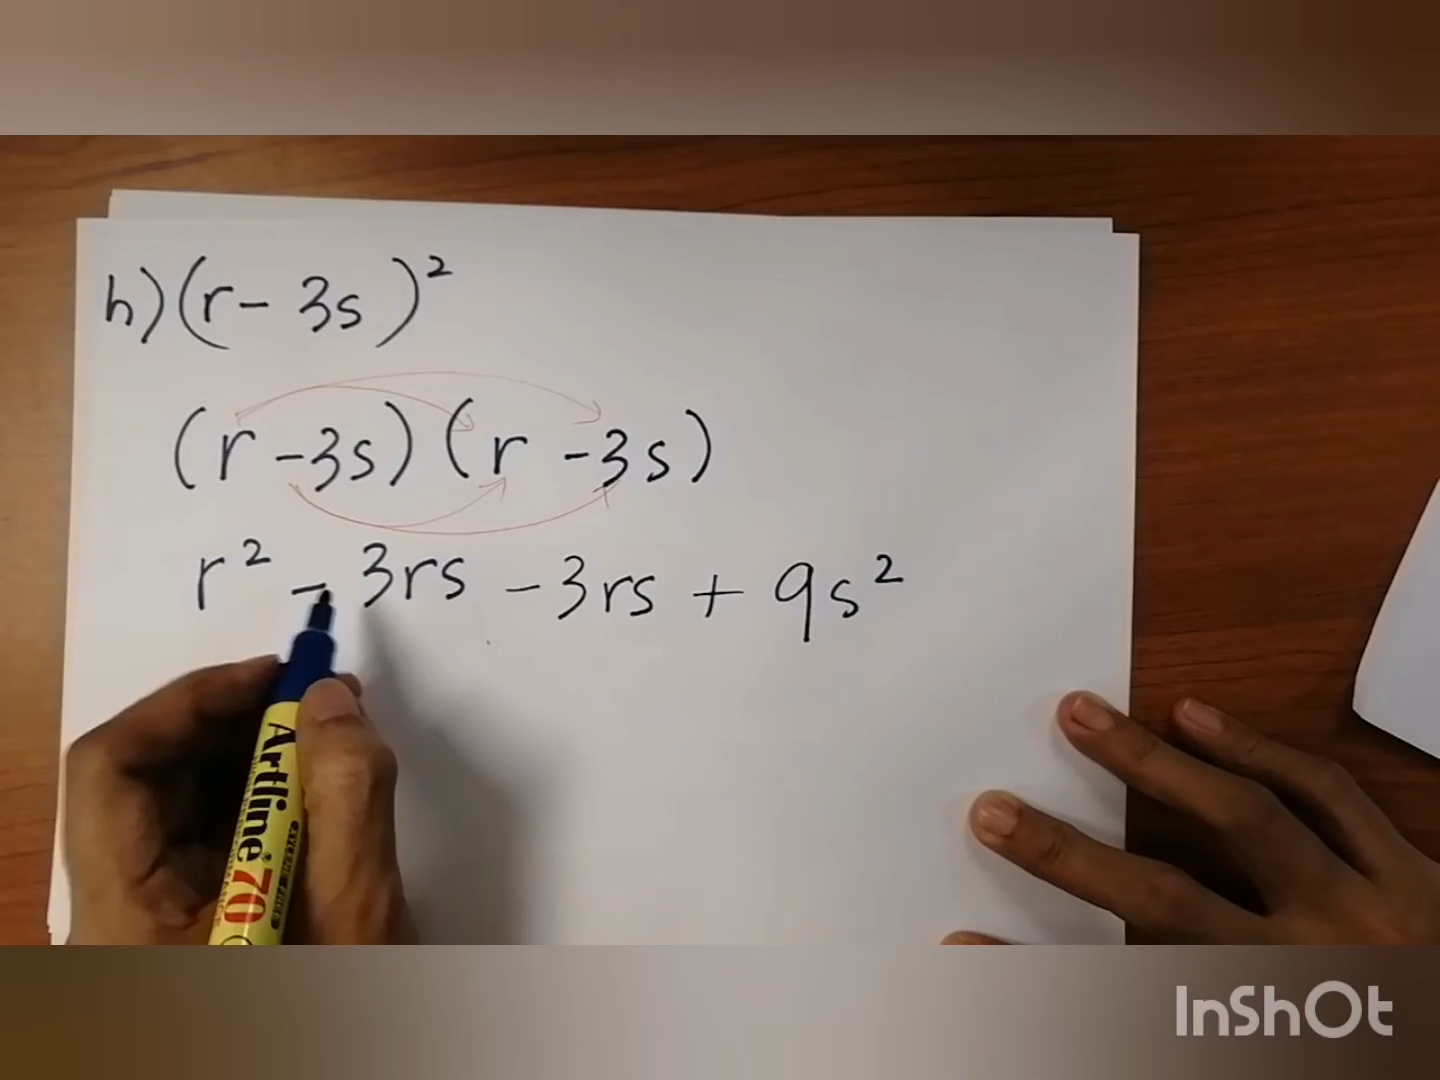 h) (r - 3s)²
(r - 3s) (r - 3s)
r² - 3rs - 3rs + 9s²
Artline® 70
InShOt